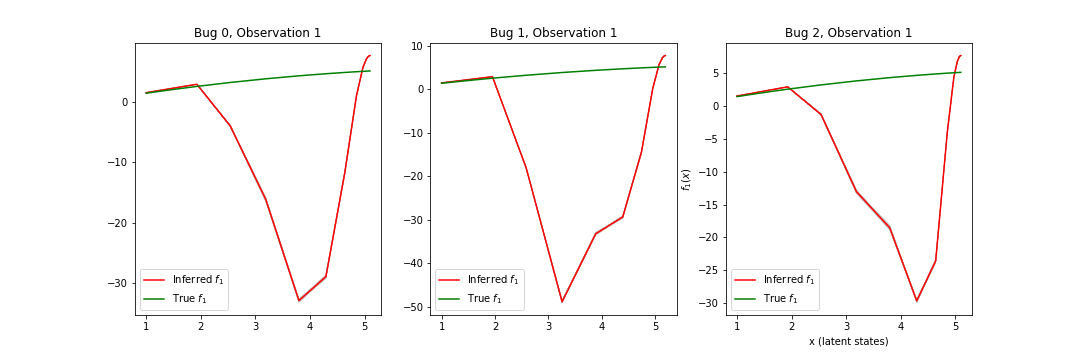 Bug 0, Observation 1
0
−10
−20
−30
1 2 3 4 5
Inferred f₁
True f₁
Bug 1, Observation 1
10
0
−10
−20
−30
−40
−50
1 2 3 4 5
Inferred f₁
True f₁
Bug 2, Observation 1
f₁(x)
5
0
−5
−10
−15
−20
−25
−30
1 2 3 4 5
x (latent states)
Inferred f₁
True f₁